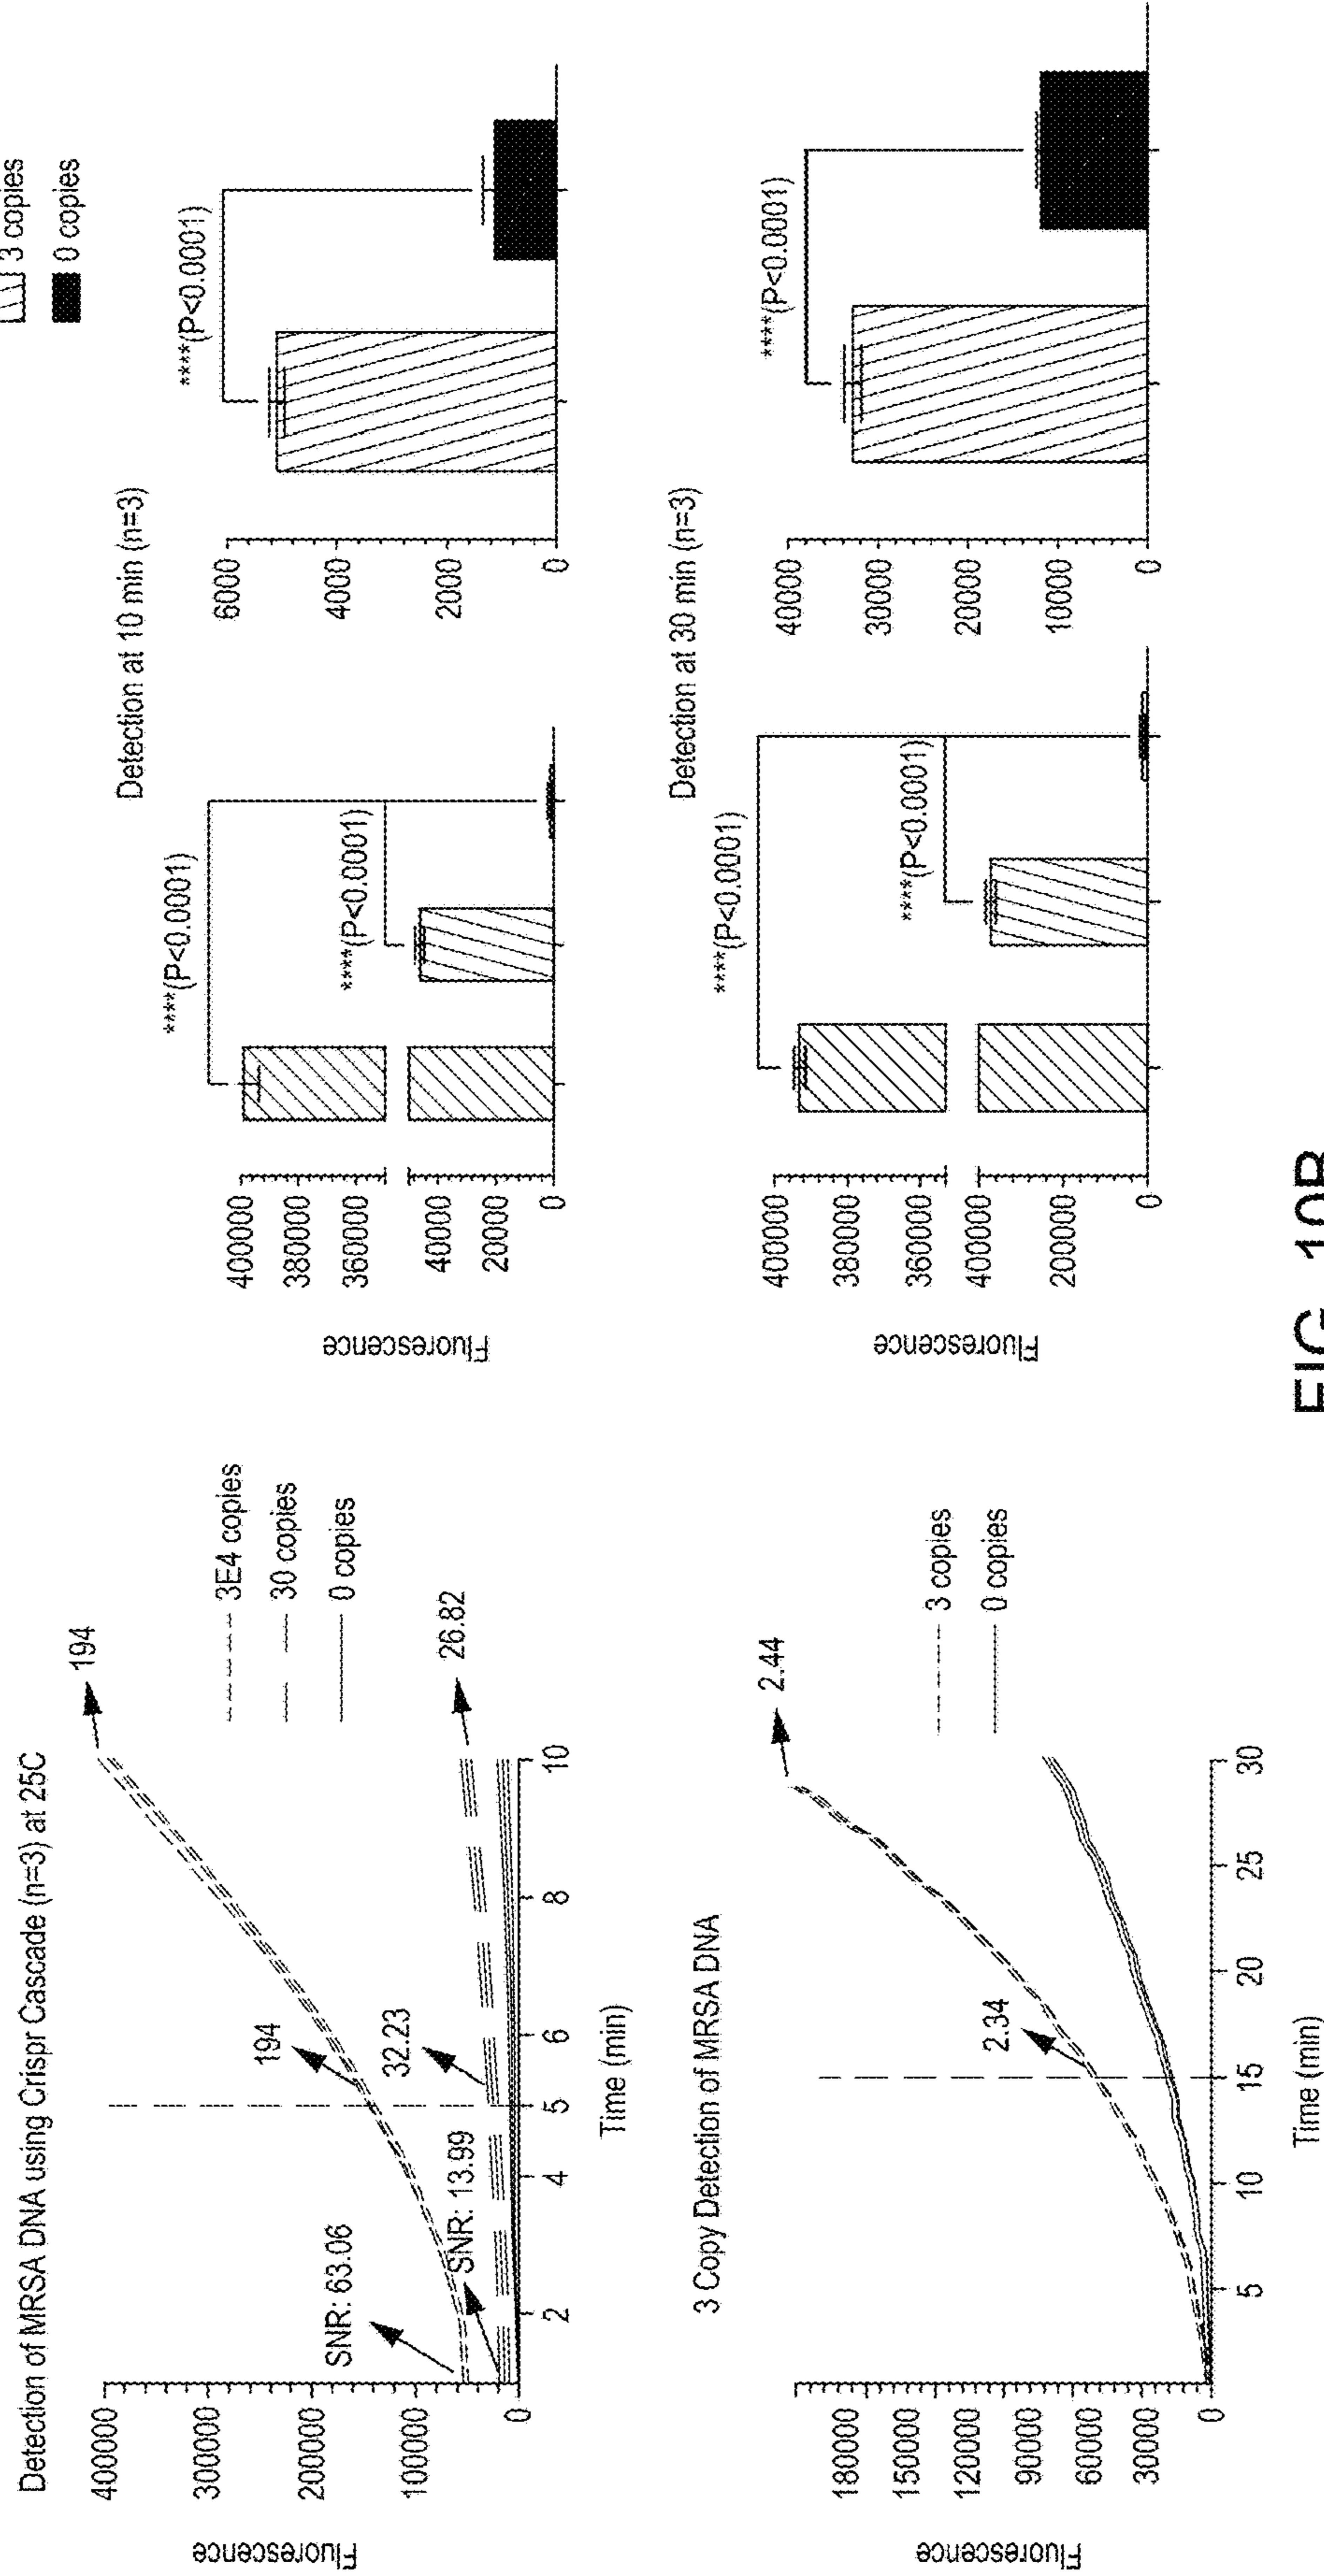 3 copies
0 copies
Detection of MRSA DNA using Crispr Cascade (n=3) at 25C
Fluorescence
400000
300000
200000
100000
0
2
4
5
6
8
10
Time (min)
SNR: 63.06
SNR: 13.99
194
32.23
194
26.82
3E4 copies
30 copies
0 copies
Detection at 10 min (n=3)
Fluorescence
400000
380000
360000
40000
20000
0
****(P<0.0001)
****(P<0.0001)
6000
4000
2000
0
****(P<0.0001)
3 Copy Detection of MRSA DNA
Fluorescence
180000
150000
120000
90000
60000
30000
0
5
10
15
20
25
30
Time (min)
2.34
2.44
3 copies
0 copies
Detection at 30 min (n=3)
Fluorescence
400000
380000
360000
400000
200000
0
****(P<0.0001)
****(P<0.0001)
40000
30000
20000
10000
0
****(P<0.0001)
FIG. 10B